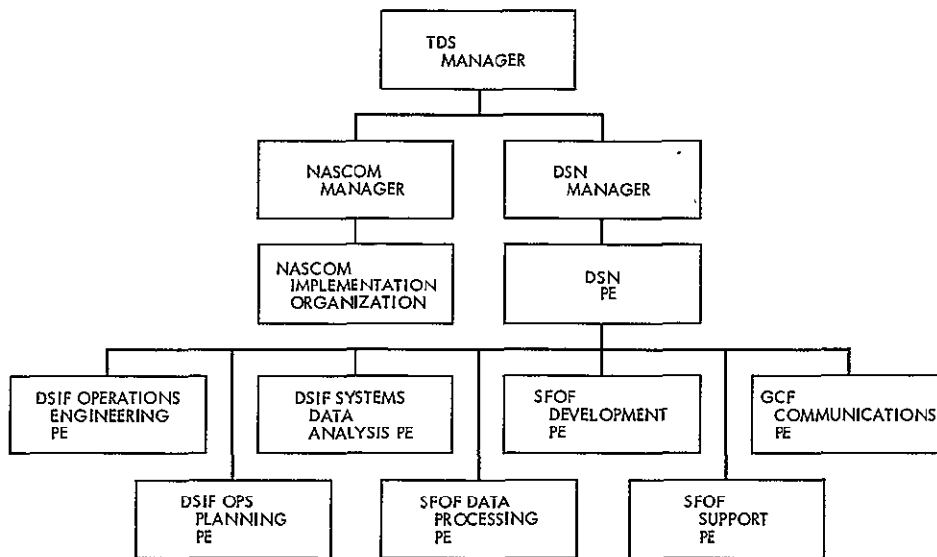 TDS
MANAGER
NASCOM
MANAGER
DSN
MANAGER
NASCOM
IMPLEMENTATION
ORGANIZATION
DSN
PE
DSIF OPERATIONS
ENGINEERING
PE
DSIF SYSTEMS
DATA
ANALYSIS PE
SFOF
DEVELOPMENT
PE
GCF
COMMUNICATIONS
PE
DSIF OPS
PLANNING
PE
SFOF DATA
PROCESSING
PE
SFOF
SUPPORT
PE